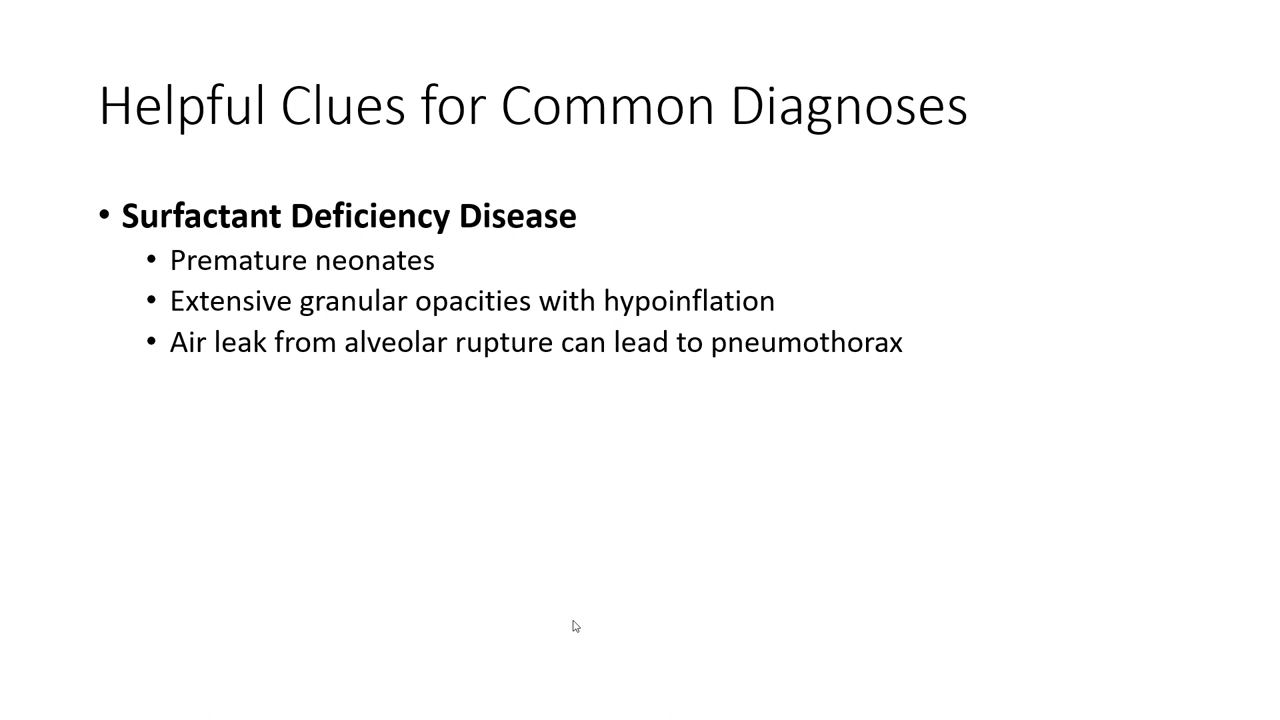 Helpful Clues for Common Diagnoses
• Surfactant Deficiency Disease
• Premature neonates
• Extensive granular opacities with hypoinflation
• Air leak from alveolar rupture can lead to pneumothorax